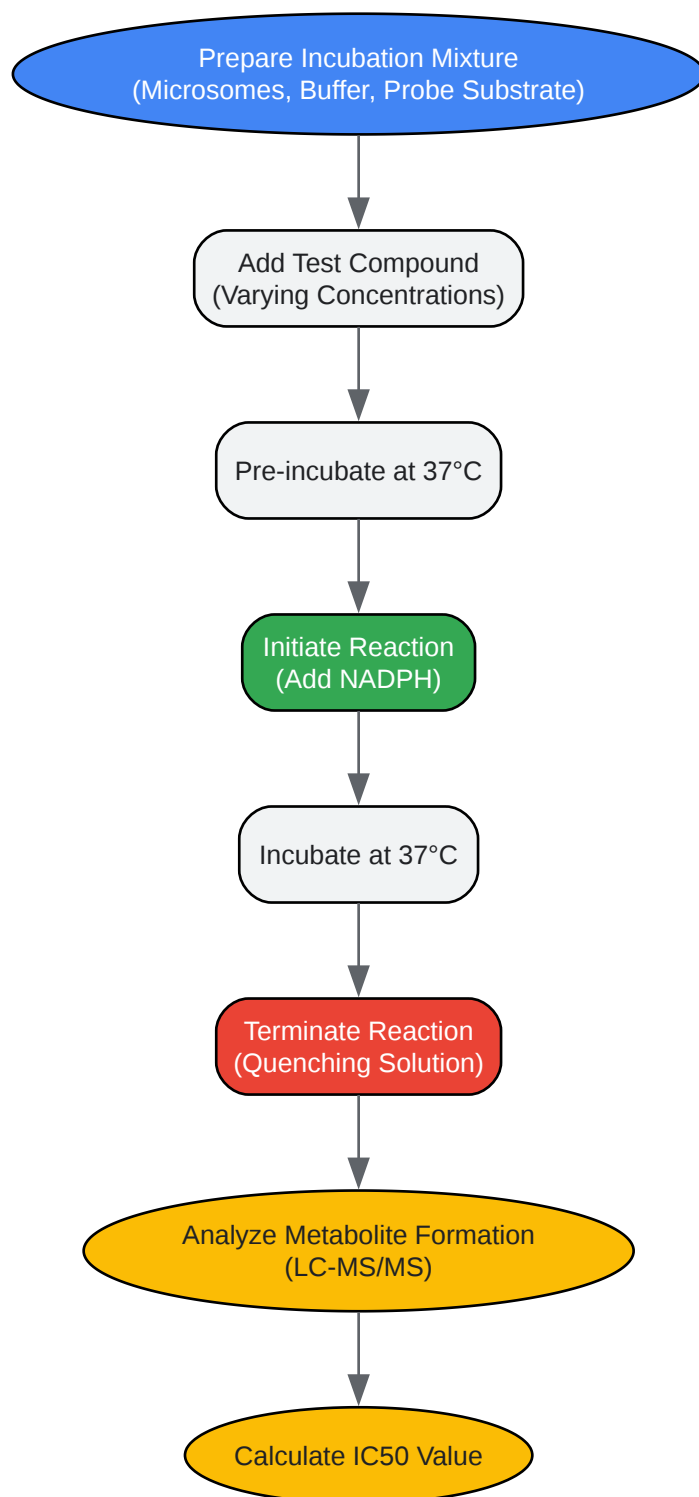 Prepare Incubation Mixture
(Microsomes, Buffer, Probe Substrate)
Add Test Compound
(Varying Concentrations)
Pre-incubate at 37°C
Initiate Reaction
(Add NADPH)
Incubate at 37°C
Terminate Reaction
(Quenching Solution)
Analyze Metabolite Formation
(LC-MS/MS)
Calculate IC50 Value